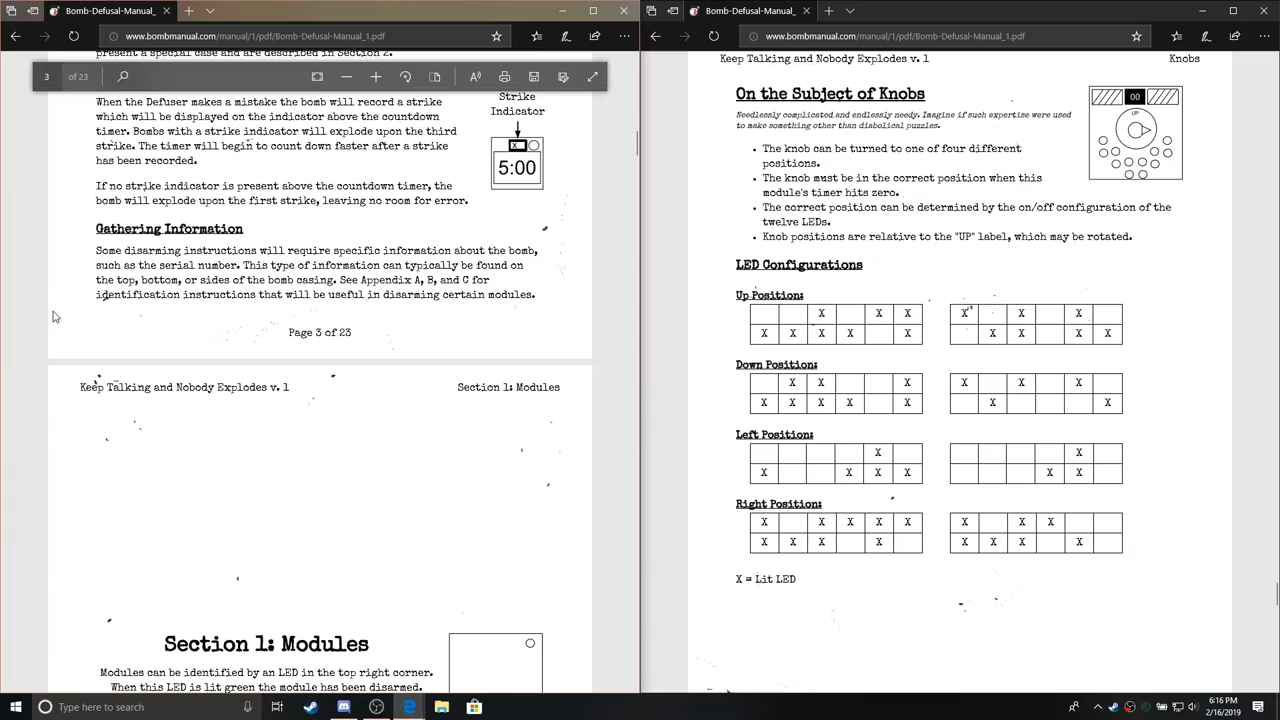 Bomb-Defusal-Manual_1.pdf
www.bombmanual.com/manual/1/pdf/Bomb-Defusal-Manual_1.pdf
present a special case and are described in Section 2.
3 of 23
When the Defuser makes a mistake the bomb will record a strike
which will be displayed on the indicator above the countdown
timer. Bombs with a strike indicator will explode upon the third
strike. The timer will begin to count down faster after a strike
has been recorded.
Strike
Indicator
X
5:00
If no strike indicator is present above the countdown timer, the
bomb will explode upon the first strike, leaving no room for error.
Gathering Information
Some disarming instructions will require specific information about the bomb,
such as the serial number. This type of information can typically be found on
the top, bottom, or sides of the bomb casing. See Appendix A, B, and C for
identification instructions that will be useful in disarming certain modules.
Page 3 of 23
Keep Talking and Nobody Explodes v. 1
Section 1: Modules
Section 1: Modules
Modules can be identified by an LED in the top right corner.
When this LED is lit green the module has been disarmed.
Bomb-Defusal-Manual_1.pdf
www.bombmanual.com/manual/1/pdf/Bomb-Defusal-Manual_1.pdf
Keep Talking and Nobody Explodes v. 1
Knobs
On the Subject of Knobs
Needlessly complicated and endlessly needy. Imagine if such expertise were used
to make something other than diabolical puzzles.
00
UP
• The knob can be turned to one of four different
positions.
• The knob must be in the correct position when this
module's timer hits zero.
• The correct position can be determined by the on/off configuration of the
twelve LEDs.
• Knob positions are relative to the "UP" label, which may be rotated.
LED Configurations
Up Position:
X X X X X X
X X X X X X X X X
Down Position:
X X X X X X
X X X X X X X
Left Position:
X X
X X X X X X
Right Position:
X X X X X X X X
X X X X X X X X
X = Lit LED
Type here to search
6:16 PM
2/16/2019